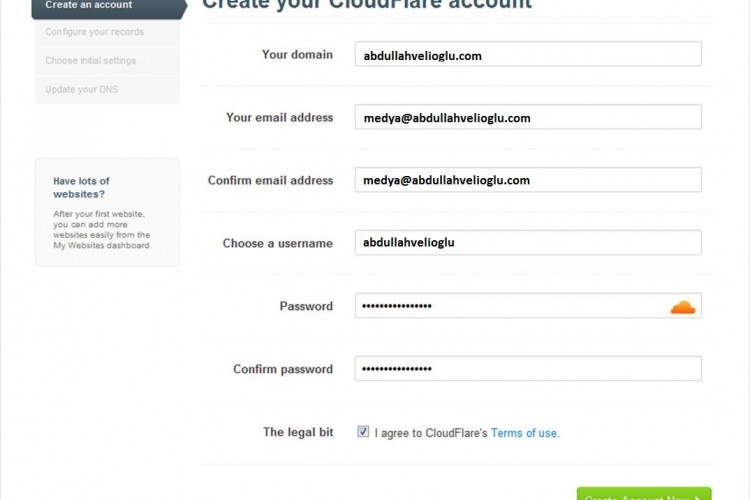 Create an account
Create your CloudFlare account
Configure your records
Choose initial settings
Update your DNS
Your domain
abdullahvelioglu.com
Your email address
medya@abdullahvelioglu.com
Confirm email address
medya@abdullahvelioglu.com
Have lots of
websites?
After your first website,
you can add more
websites easily from the
My Websites dashboard.
Choose a username
abdullahvelioglu
Password
••••••••••••••••
Confirm password
••••••••••••••••
The legal bit
I agree to CloudFlare's Terms of use.
Create Account Now